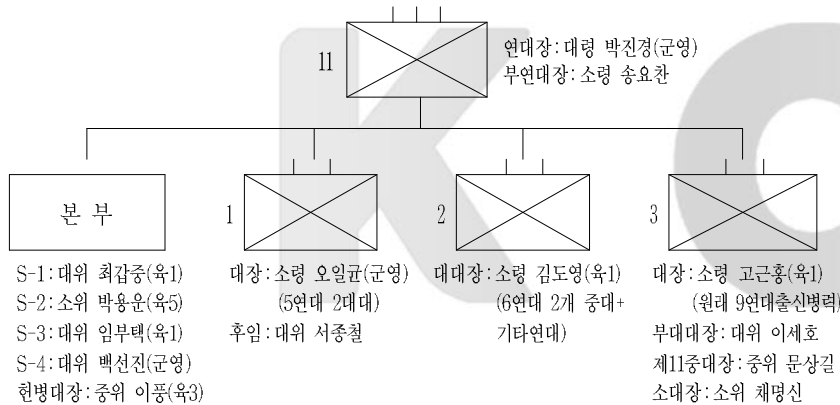 11
연대장:대령 박진경(군영)
부연대장:소령 송요찬
본 부
1
2
3
S-1:대위 최갑중(육1)
S-2:소위 박용운(육5)
S-3:대위 임부택(육1)
S-4:대위 백선진(군영)
헌병대장:중위 이풍(육3)
대장:소령 오일균(군영)
(5연대 2대대)
후임:대위 서종철
대대장:소령 김도영(육1)
(6연대 2개 중대+
기타연대)
대장:소령 고근홍(육1)
(원래 9연대출신병력)
부대대장:대위 이세호
제11중대장:중위 문상길
소대장:소위 채명신